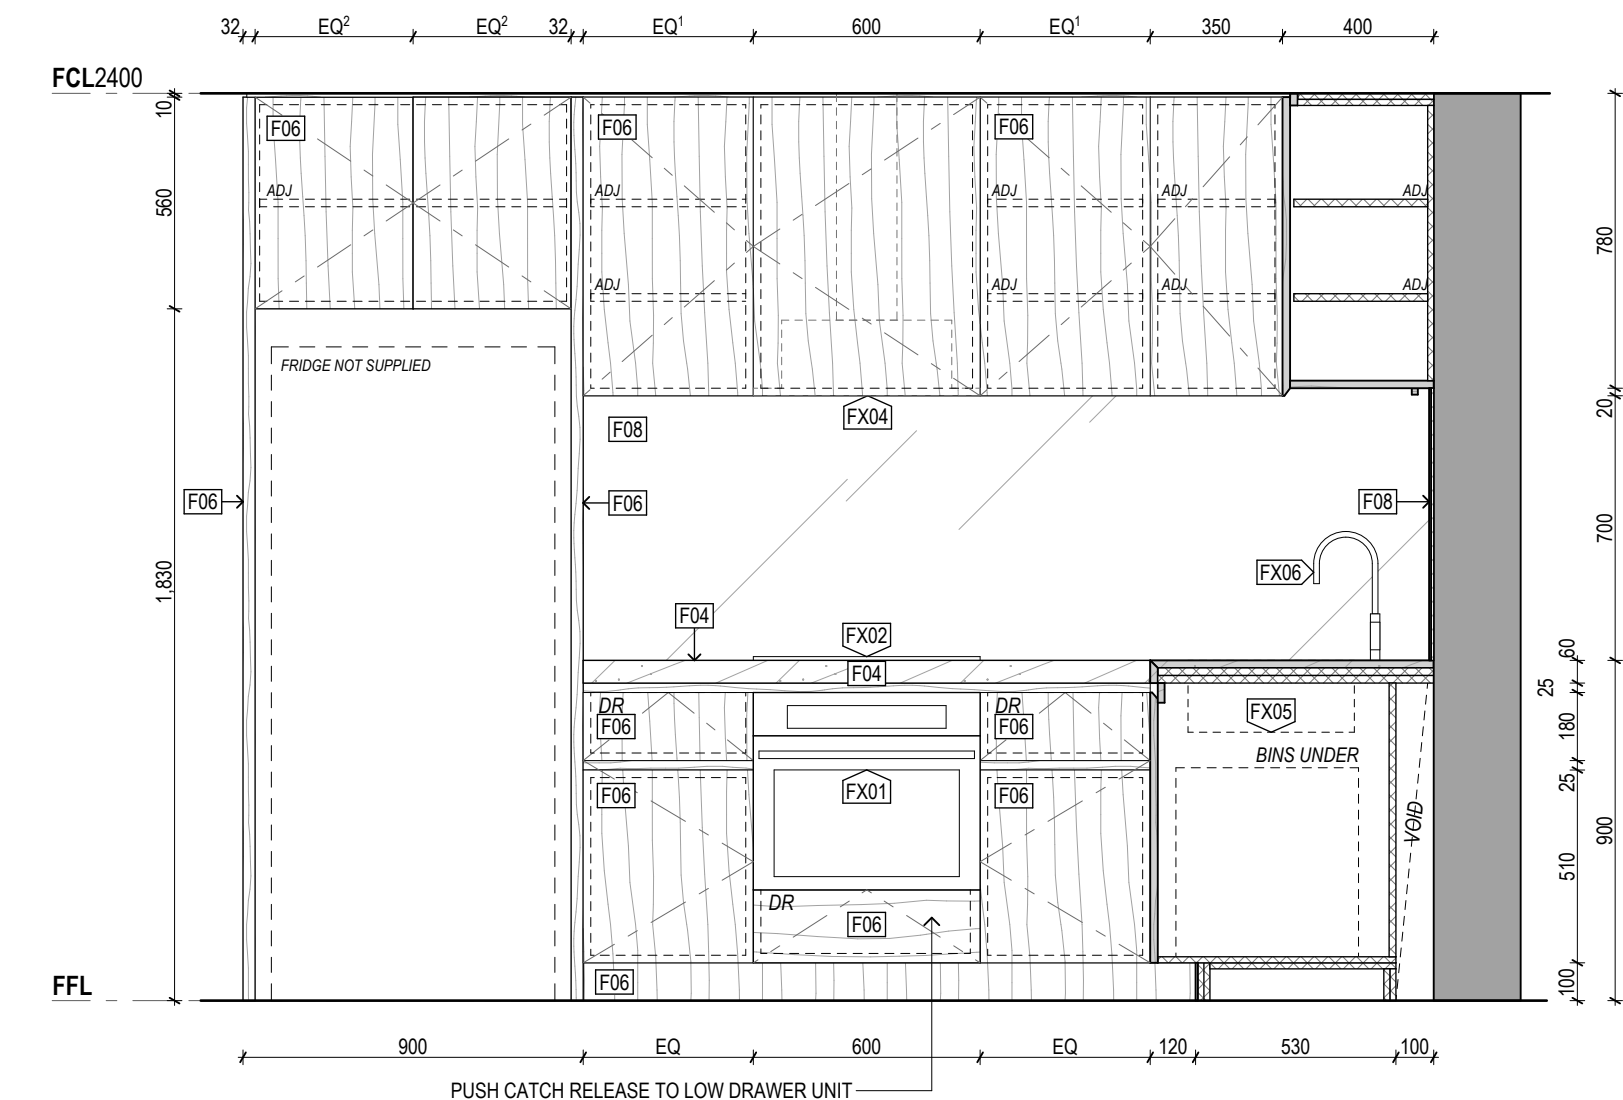 32 EQ² EQ² 32 EQ¹ 600 EQ¹ 350 400
FCL2400
10
F06 F06 F06
ADJ ADJ ADJ ADJ ADJ
560
780
ADJ ADJ ADJ ADJ
FRIDGE NOT SUPPLIED
20
F08 FX04
F06 F06 F08
700
1,830
FX06
F04 FX02
60
F04
25
DR DR FX05
F06 F06 180
BINS UNDER
25
F06 FX01 F06
VOID 900
510
DR
F06
F06 100
FFL
900 EQ 600 EQ 120 530 100
PUSH CATCH RELEASE TO LOW DRAWER UNIT